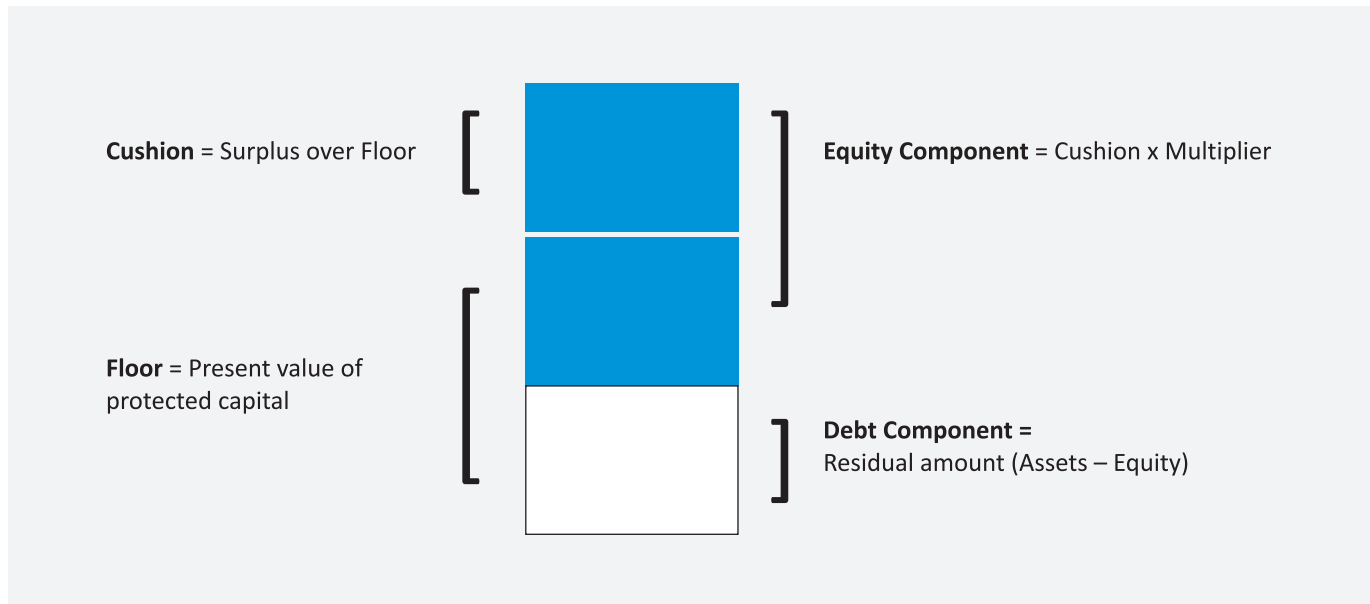 Cushion = Surplus over Floor
Equity Component = Cushion x Multiplier
Floor = Present value of
protected capital
Debt Component =
Residual amount (Assets – Equity)